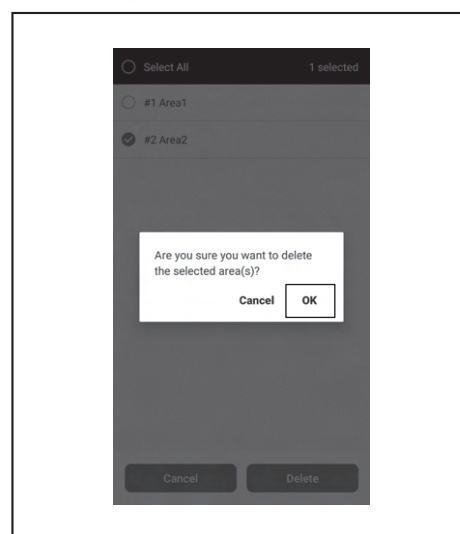 Select All 1 selected
#1 Area1
#2 Area2
Are you sure you want to delete
the selected area(s)?
Cancel OK
Cancel Delete